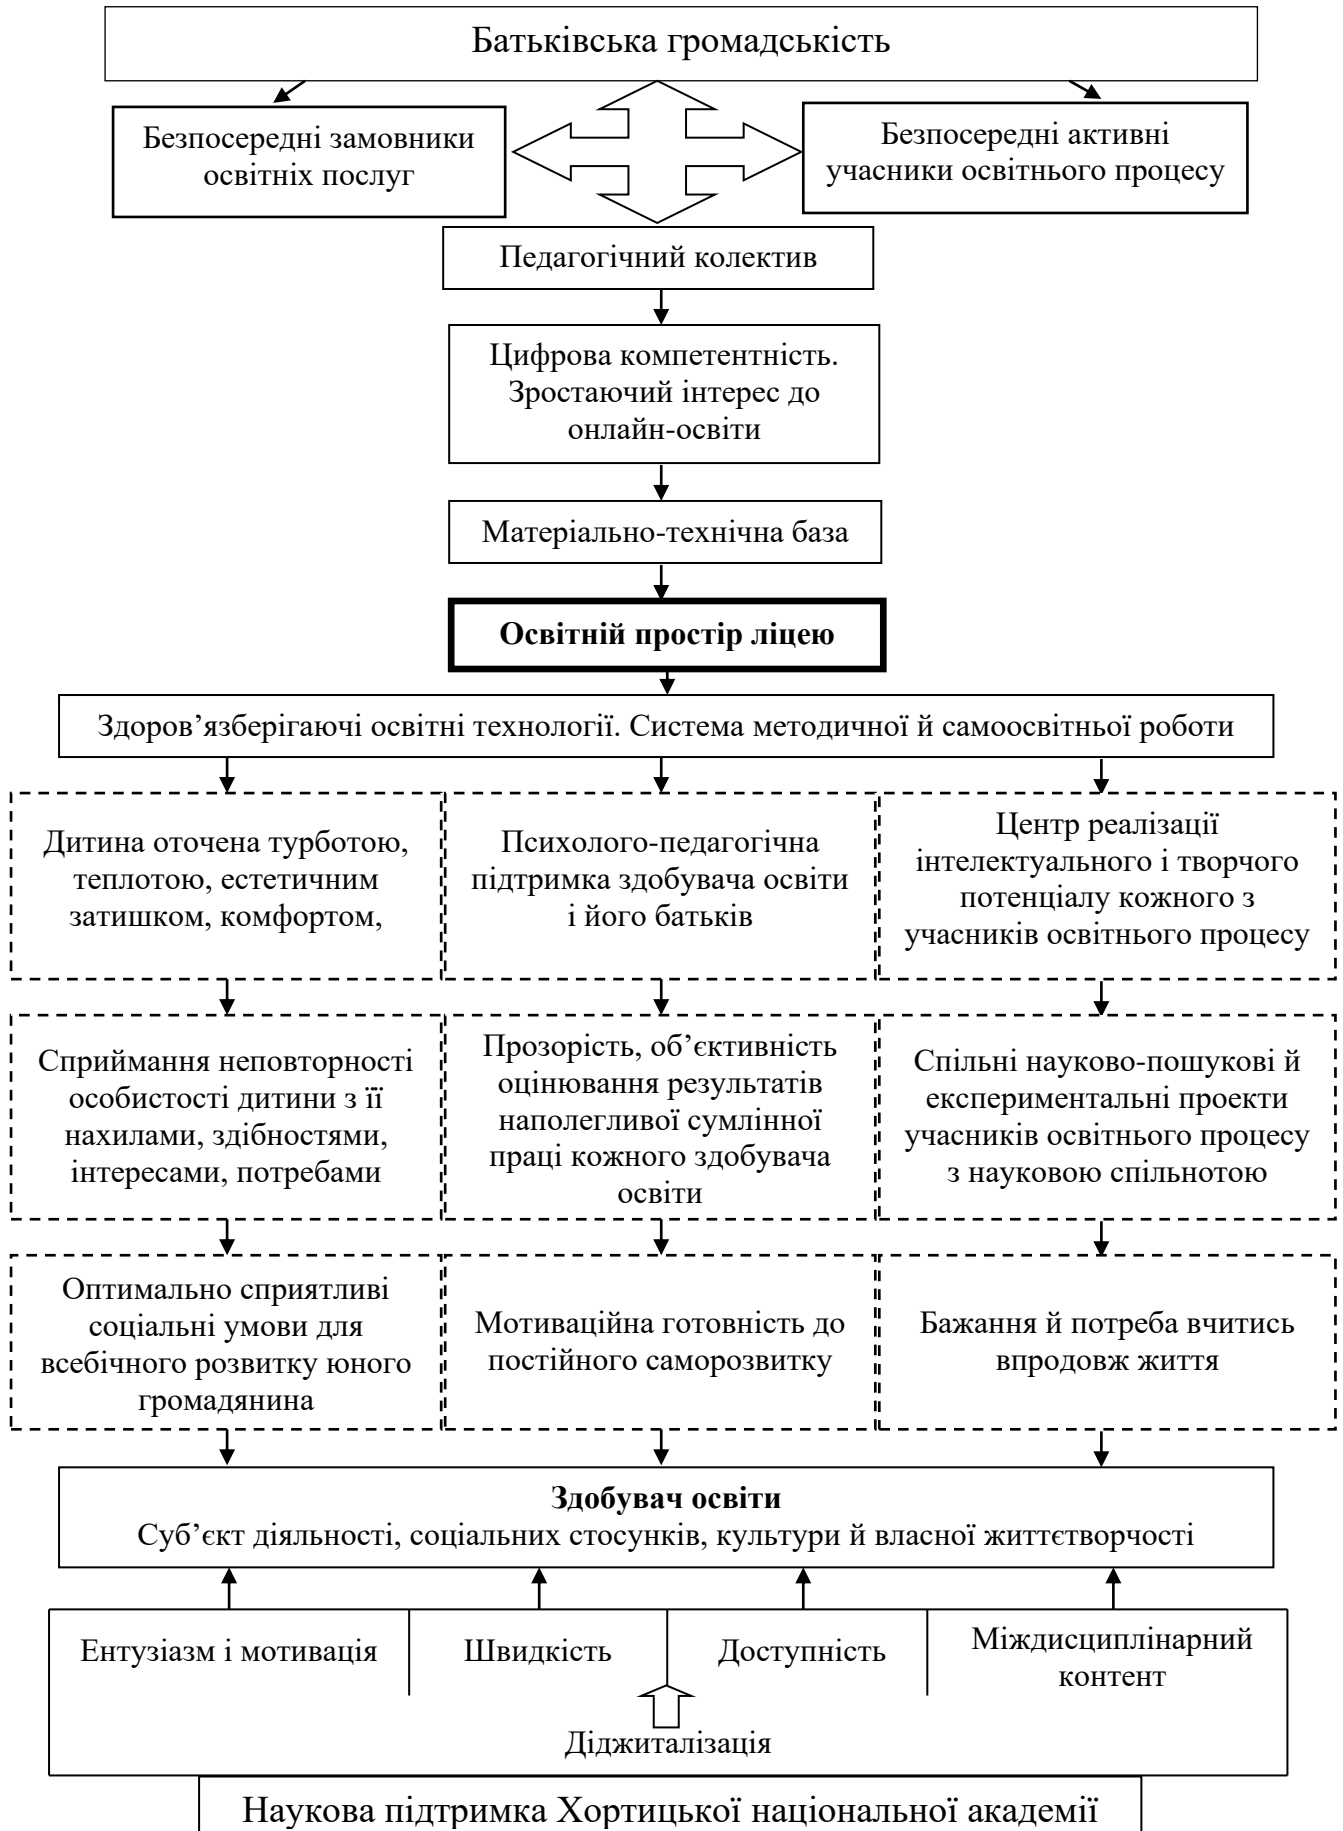 Батьківська громадськість
Безпосередні замовники
освітніх послуг
Безпосередні активні
учасники освітнього процесу
Педагогічний колектив
Цифрова компетентність.
Зростаючий інтерес до
онлайн-освіти
Матеріально-технічна база
Освітній простір ліцею
Здоров’язберігаючі освітні технології. Система методичної й самоосвітньої роботи
Дитина оточена турботою,
теплотою, естетичним
затишком, комфортом,
Психолого-педагогічна
підтримка здобувача освіти
і його батьків
Центр реалізації
інтелектуального і творчого
потенціалу кожного з
учасників освітнього процесу
Сприймання неповторності
особистості дитини з її
нахилами, здібностями,
інтересами, потребами
Прозорість, об’єктивність
оцінювання результатів
наполегливої сумлінної
праці кожного здобувача
освіти
Спільні науково-пошукові й
експериментальні проекти
учасників освітнього процесу
з науковою спільнотою
Оптимально сприятливі
соціальні умови для
всебічного розвитку юного
громадянина
Мотиваційна готовність до
постійного саморозвитку
Бажання й потреба вчитись
впродовж життя
Здобувач освіти
Суб’єкт діяльності, соціальних стосунків, культури й власної життєтворчості
Ентузіазм і мотивація
Швидкість
Доступність
Міждисциплінарний
контент
Діджиталізація
Наукова підтримка Хортицької національної академії